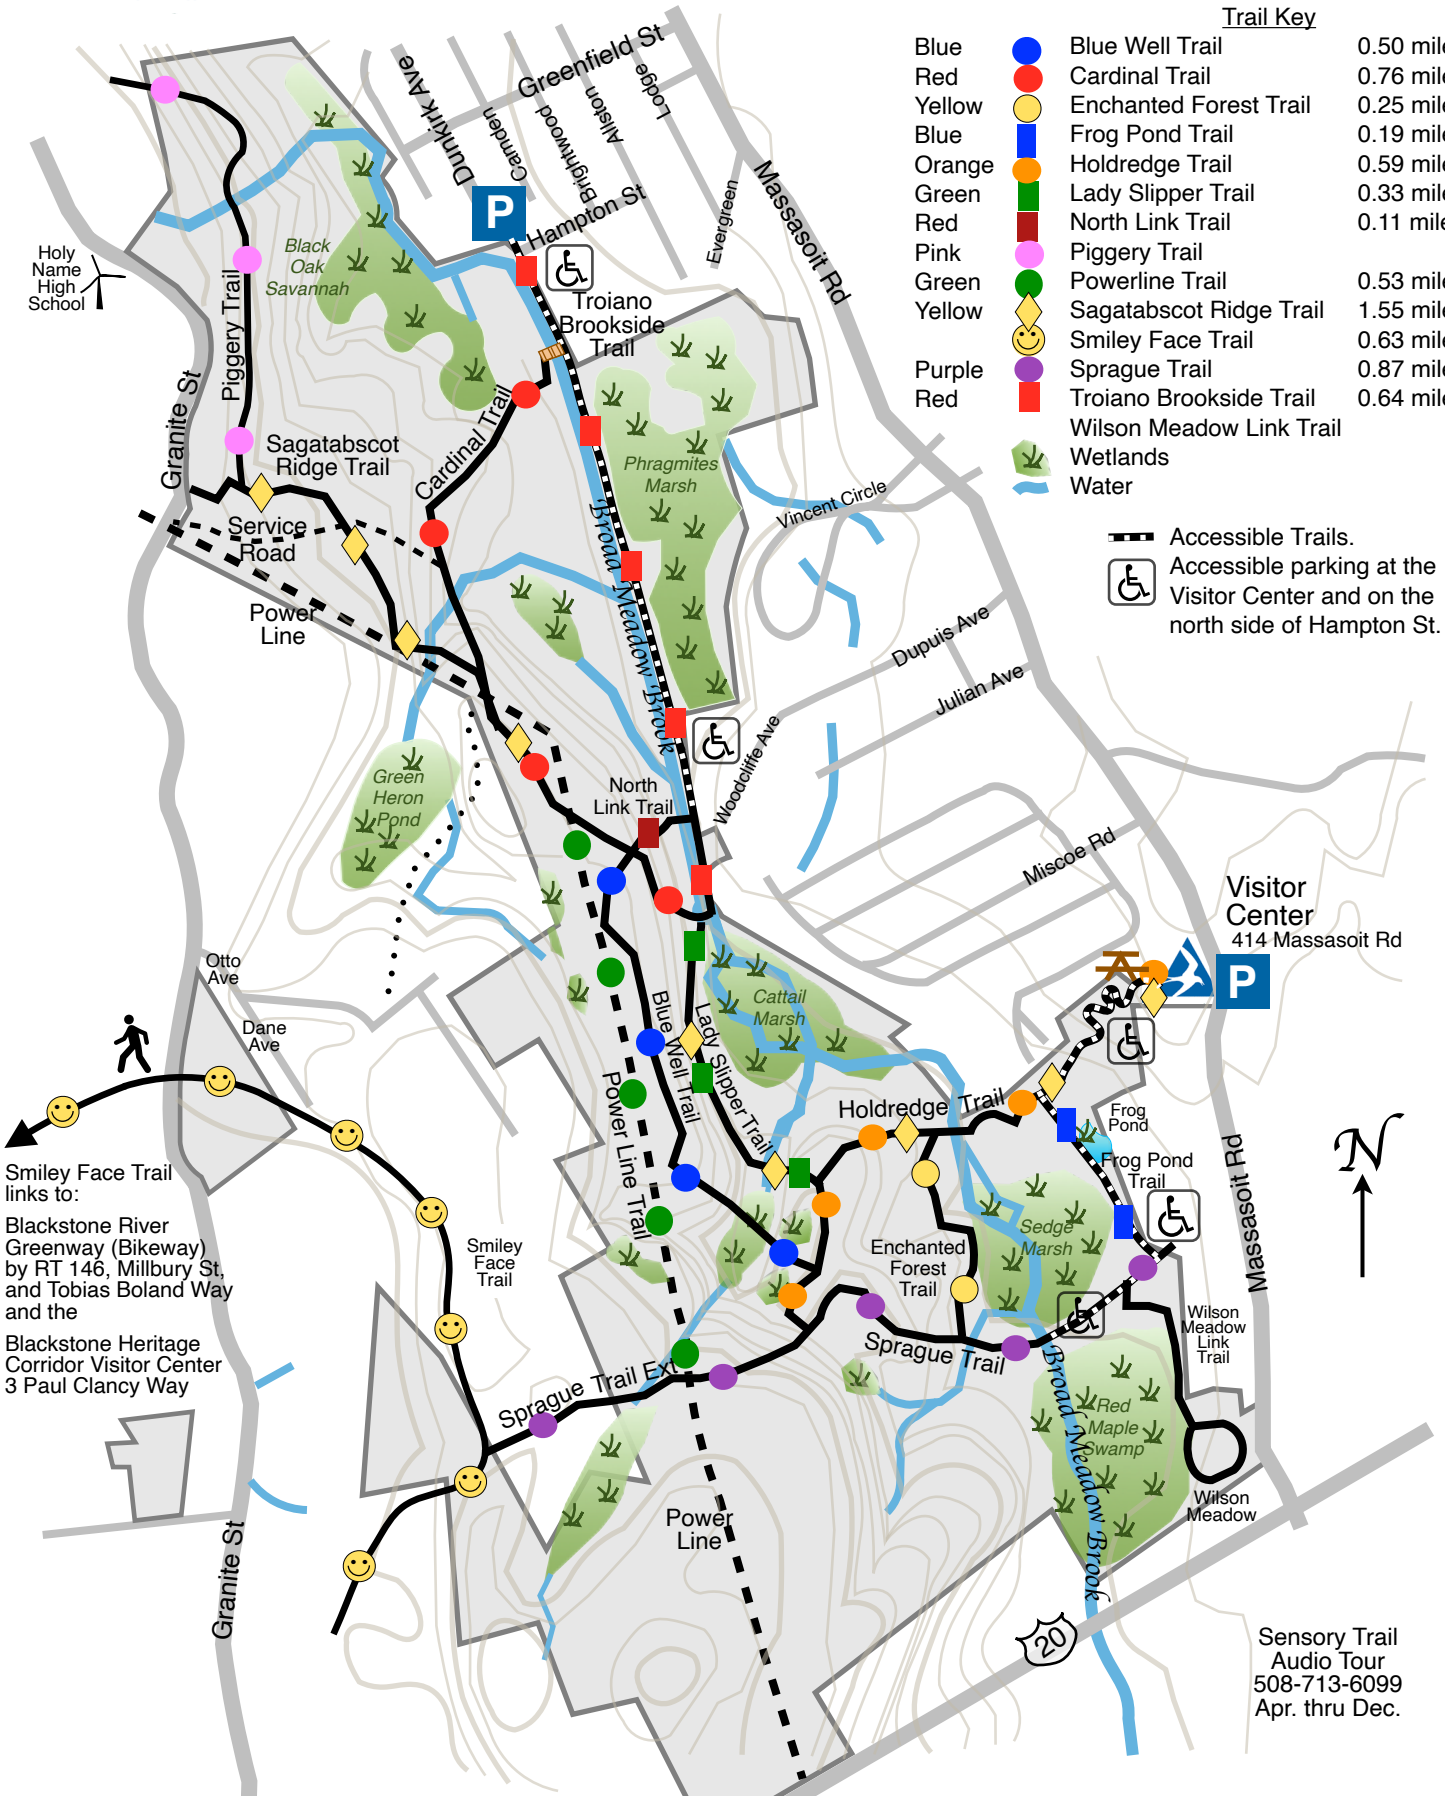 Trail Key
Blue Blue Well Trail 0.50 mile
Red Cardinal Trail 0.76 mile
Yellow Enchanted Forest Trail 0.25 mile
Blue Frog Pond Trail 0.19 mile
Orange Holdredge Trail 0.59 mile
Green Lady Slipper Trail 0.33 mile
Red North Link Trail 0.11 mile
Pink Piggery Trail
Green Powerline Trail 0.53 mile
Yellow Sagatabscot Ridge Trail 1.55 mile
Smiley Face Trail 0.63 mile
Purple Sprague Trail 0.87 mile
Red Troiano Brookside Trail 0.64 mile
Wilson Meadow Link Trail
Wetlands
Water
Accessible Trails.
Accessible parking at the
Visitor Center and on the
north side of Hampton St.
Greenfield St
Dunkirk Ave
Camden
Brightwood
Allston
Lodge
Hampton St
Evergreen
Massasoit Rd
P
Holy
Name
High
School
Black
Oak
Savannah
Piggery Trail
Granite St
Troiano
Brookside
Trail
Sagatabscot
Ridge Trail
Cardinal Trail
Phragmites
Marsh
Vincent Circle
Service
Road
Power
Line
Broad Meadow Brook
Dupuis Ave
Julian Ave
Woodcliffe Ave
Green
Heron
Pond
North
Link Trail
Miscoe Rd
Visitor
Center
414 Massasoit Rd
P
Otto
Ave
Dane
Ave
Cattail
Marsh
Blue Well Trail
Lady Slipper Trail
Power Line Trail
Holdredge Trail
Frog
Pond
Frog Pond
Trail
Massasoit Rd
N
Smiley Face Trail
links to:
Blackstone River
Greenway (Bikeway)
by RT 146, Millbury St,
and Tobias Boland Way
and the
Blackstone Heritage
Corridor Visitor Center
3 Paul Clancy Way
Smiley
Face
Trail
Enchanted
Forest
Trail
Sedge
Marsh
Sprague Trail
Sprague Trail Ext
Wilson
Meadow
Link
Trail
Red
Maple
Swamp
Broad Meadow Brook
Wilson
Meadow
Power
Line
Granite St
20
Sensory Trail
Audio Tour
508-713-6099
Apr. thru Dec.